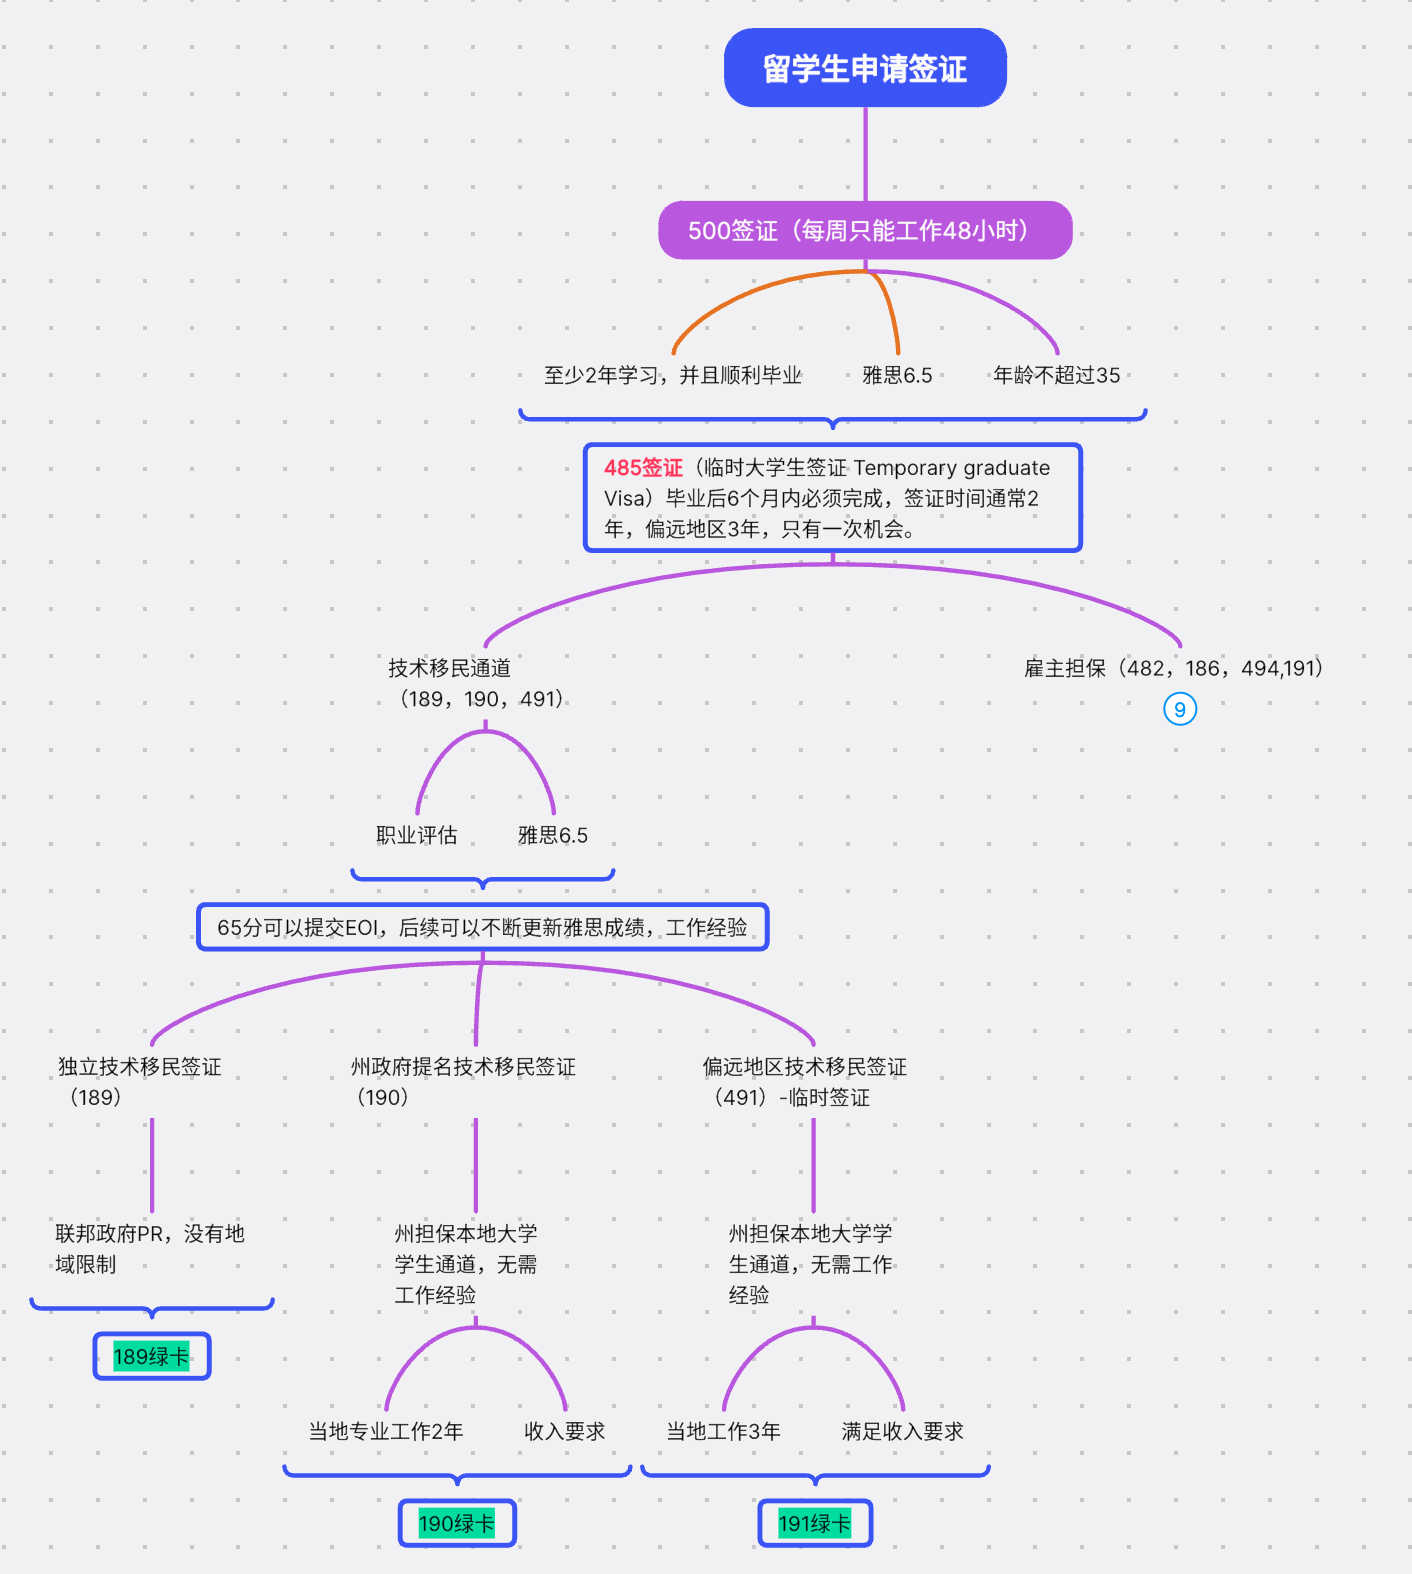 留学生申请签证
500签证（每周只能工作48小时）
至少2年学习，并且顺利毕业
雅思6.5
年龄不超过35
485签证（临时大学生签证 Temporary graduate
Visa）毕业后6个月内必须完成，签证时间通常2
年，偏远地区3年，只有一次机会。
技术移民通道
（189，190，491）
雇主担保（482，186，494,191）
9
职业评估
雅思6.5
65分可以提交EOI，后续可以不断更新雅思成绩，工作经验
独立技术移民签证
（189）
州政府提名技术移民签证
（190）
偏远地区技术移民签证
（491）-临时签证
联邦政府PR，没有地
域限制
州担保本地大学
学生通道，无需
工作经验
州担保本地大学学
生通道，无需工作
经验
189绿卡
当地专业工作2年
收入要求
当地工作3年
满足收入要求
190绿卡
191绿卡